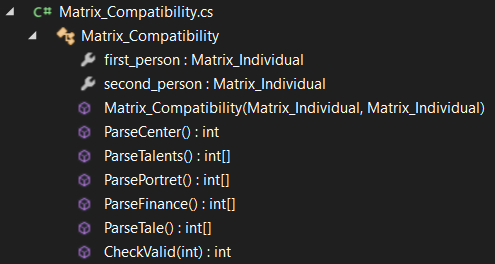 C# Matrix_Compatibility.cs
Matrix_Compatibility
first_person : Matrix_Individual
second_person : Matrix_Individual
Matrix_Compatibility(Matrix_Individual, Matrix_Individual)
ParseCenter() : int
ParseTalents() : int[]
ParsePortret() : int[]
ParseFinance() : int[]
ParseTale() : int[]
CheckValid(int) : int